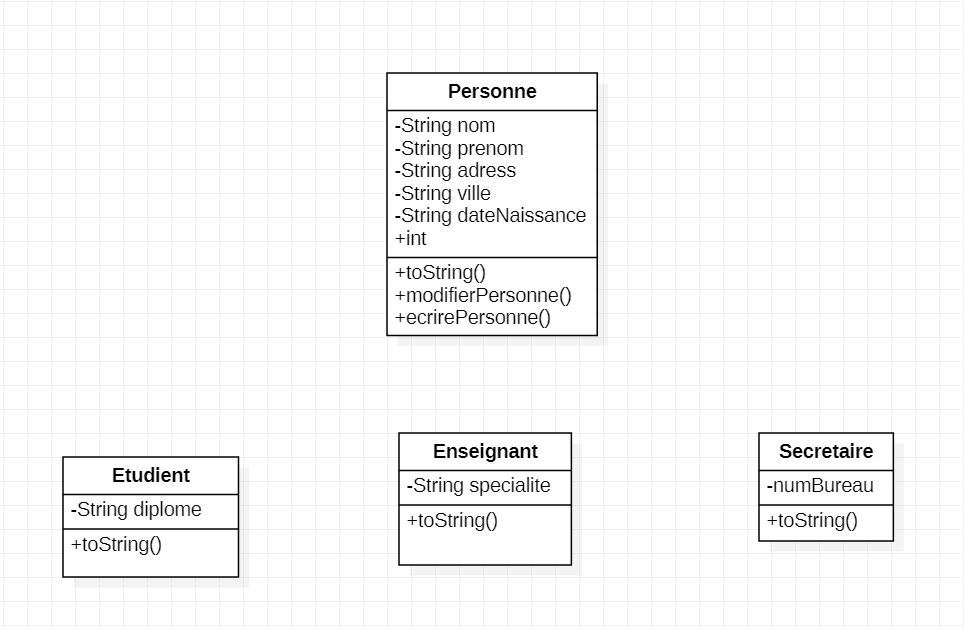 Personne
-String nom
-String prenom
-String adress
-String ville
-String dateNaissance
+int
+toString()
+modifierPersonne()
+ecrirePersonne()
Etudient
-String diplome
+toString()
Enseignant
-String specialite
+toString()
Secretaire
-numBureau
+toString()